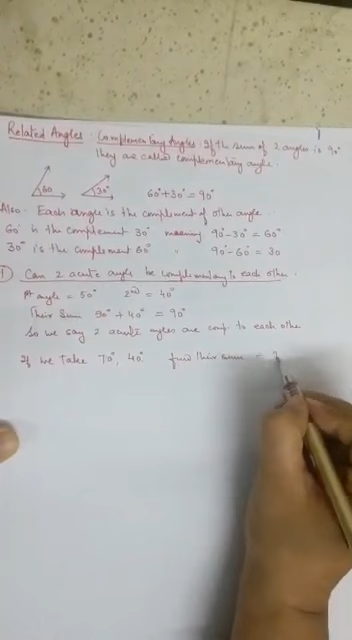 Related Angles : Complementary Angles : If the sum of 2 angles is 90°
They are called complementary angle.
60° 30° 60°+30° = 90°
Also. Each angle is the complement of other angle.
60° is the complement 30° meaning 90°-30° = 60°
30° is the complement 60° " 90°-60° = 30
1 Can 2 acute angle be complementary to each other.
angle = 50° 2nd = 40°
Their sum 50° + 40° = 90°
So we say 2 acute angles are comp to each other
If we take 70°, 40° find their sum =